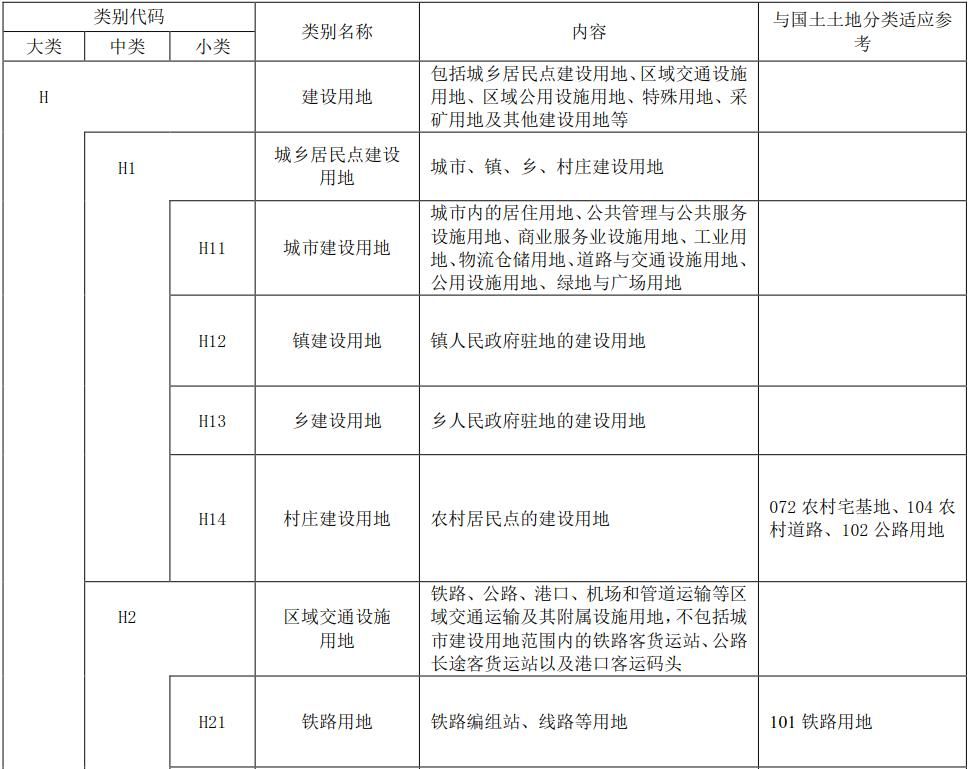 类别代码
类别名称
内容
与国土土地分类适应参
考
大类
中类
小类
H
建设用地
包括城乡居民点建设用地、区域交通设施
用地、区域公用设施用地、特殊用地、采
矿用地及其他建设用地等
H1
城乡居民点建设
用地
城市、镇、乡、村庄建设用地
H11
城市建设用地
城市内的居住用地、公共管理与公共服务
设施用地、商业服务业设施用地、工业用
地、物流仓储用地、道路与交通设施用地、
公用设施用地、绿地与广场用地
H12
镇建设用地
镇人民政府驻地的建设用地
H13
乡建设用地
乡人民政府驻地的建设用地
H14
村庄建设用地
农村居民点的建设用地
072 农村宅基地、104 农
村道路、102 公路用地
H2
区域交通设施
用地
铁路、公路、港口、机场和管道运输等区
域交通运输及其附属设施用地，不包括城
市建设用地范围内的铁路客货运站、公路
长途客货运站以及港口客运码头
H21
铁路用地
铁路编组站、线路等用地
101 铁路用地